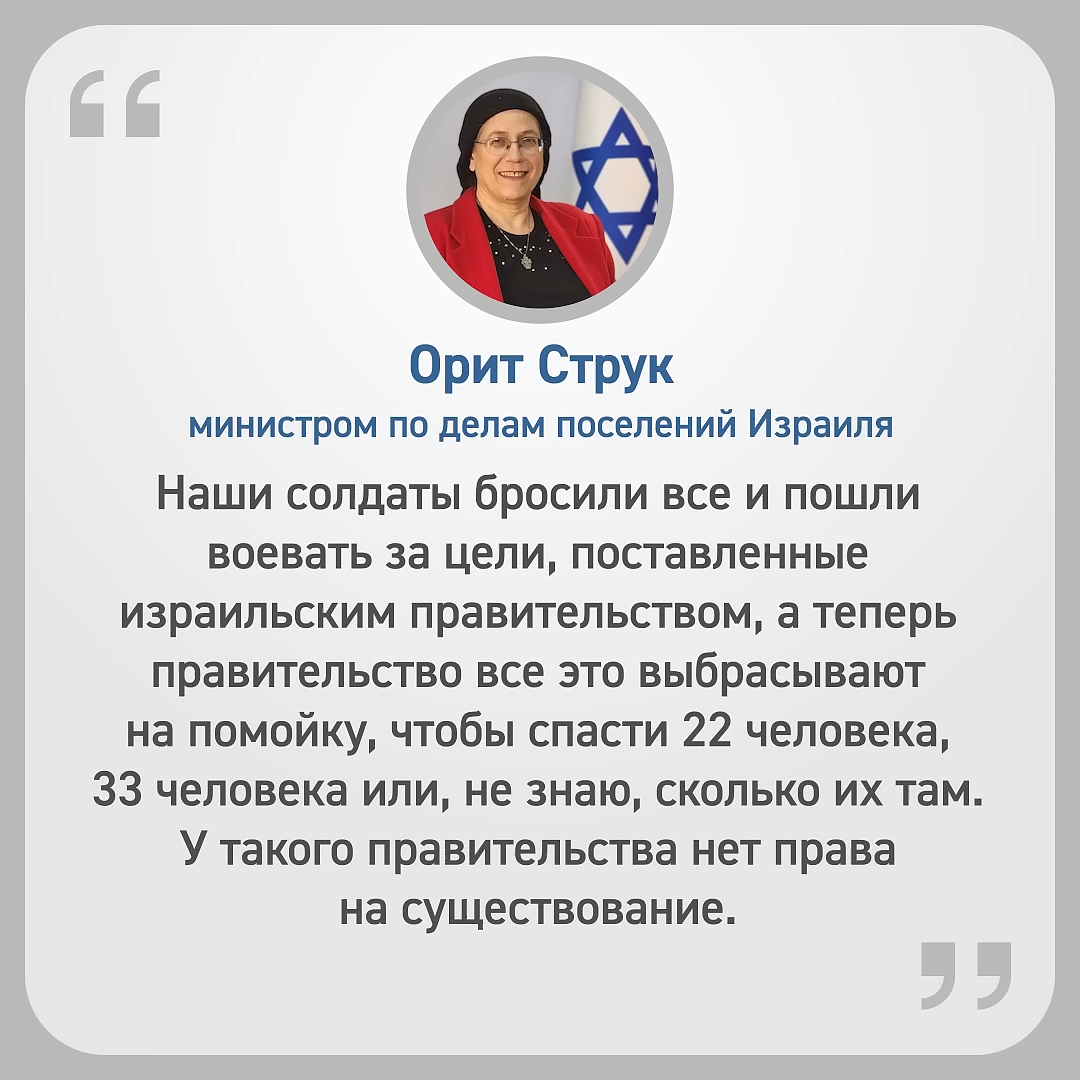 Орит Струк
министром по делам поселений Израиля
Наши солдаты бросили все и пошли
воевать за цели, поставленные
израильским правительством, а теперь
правительство все это выбрасывают
на помойку, чтобы спасти 22 человека,
33 человека или, не знаю, сколько их там.
У такого правительства нет права
на существование.